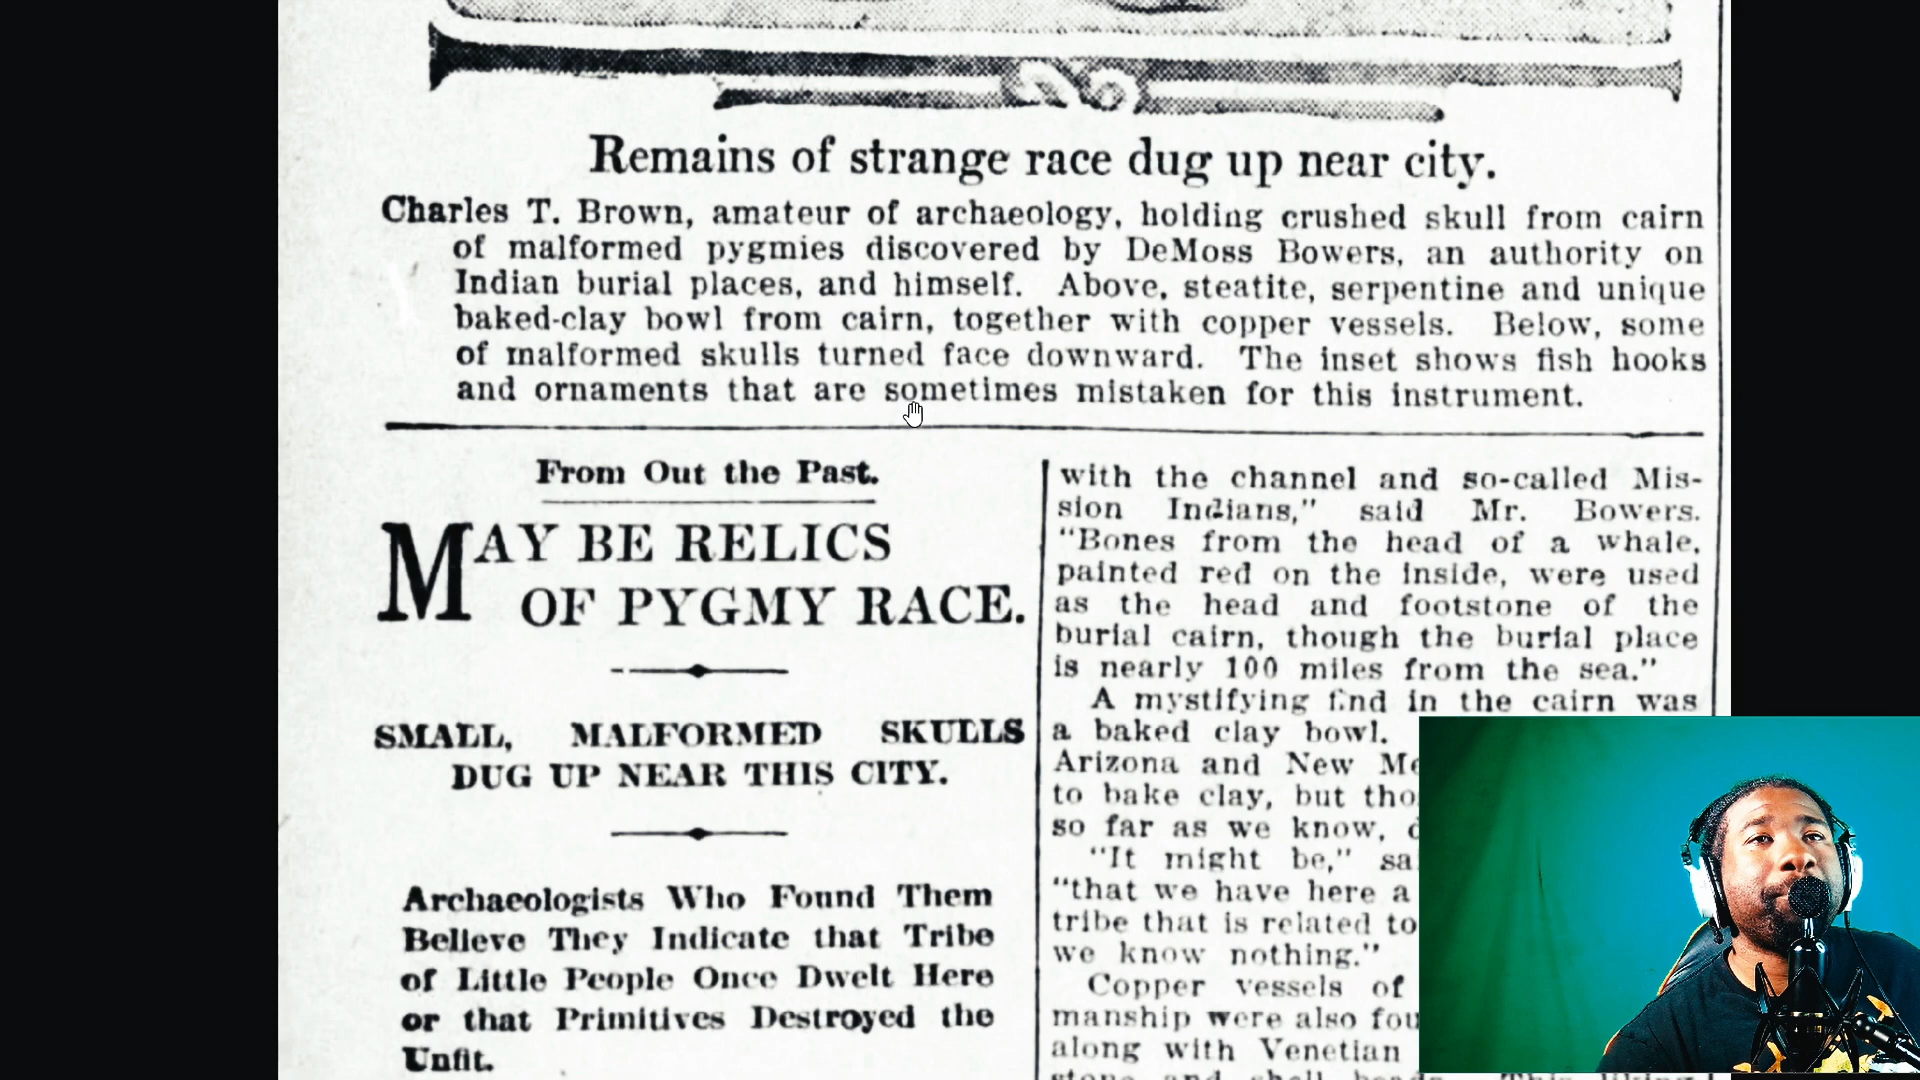 Remains of strange race dug up near city.
Charles T. Brown, amateur of archaeology, holding crushed skull from cairn
of malformed pygmies discovered by DeMoss Bowers, an authority on
Indian burial places, and himself. Above, steatite, serpentine and unique
baked-clay bowl from cairn, together with copper vessels. Below, some
of malformed skulls turned face downward. The inset shows fish hooks
and ornaments that are sometimes mistaken for this instrument.
From Out the Past.
MAY BE RELICS
OF PYGMY RACE.
SMALL, MALFORMED SKULLS
DUG UP NEAR THIS CITY.
Archaeologists Who Found Them
Believe They Indicate that Tribe
of Little People Once Dwelt Here
or that Primitives Destroyed the
Unfit.
with the channel and so-called Mis-
sion Indians," said Mr. Bowers.
"Bones from the head of a whale,
painted red on the inside, were used
as the head and footstone of the
burial cairn, though the burial place
is nearly 100 miles from the sea."
A mystifying find in the cairn was
a baked clay bowl.
Arizona and New Me
to bake clay, but tho
so far as we know,
"It might be," sa
"that we have here a
tribe that is related to
we know nothing."
Copper vessels of
manship were also fou
along with Venetian
stone and shell beads.